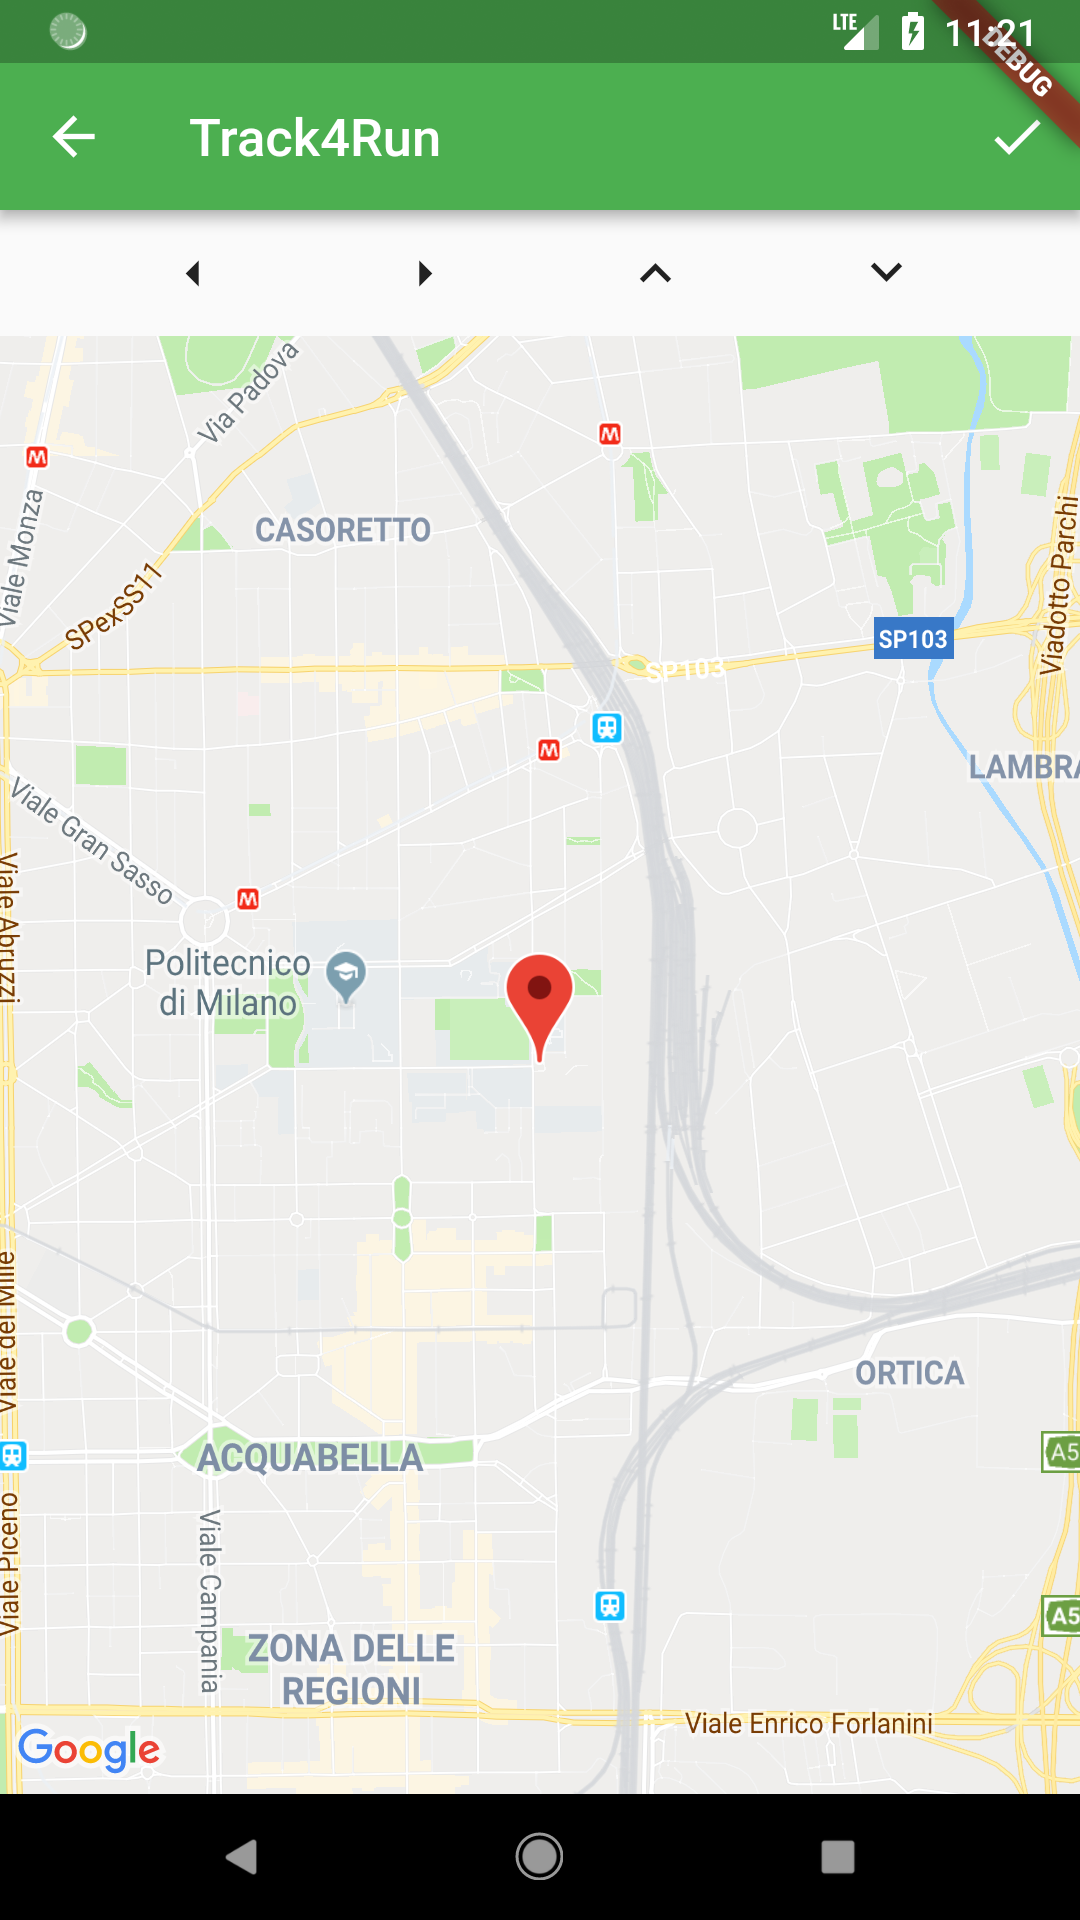 LTE
11:21
DEBUG
Track4Run
Via Padova
M
M
Viale Monza
CASORETTO
SPexSS11
Viadotto Parchi
SP103
SP103
M
LAMBRA
Viale Gran Sasso
Viale Abruzzi
M
Politecnico
di Milano
Viale dei Mille
ORTICA
ACQUABELLA
A5
Viale Piceno
Viale Campania
A5
ZONA DELLE
REGIONI
Viale Enrico Forlanini
Google